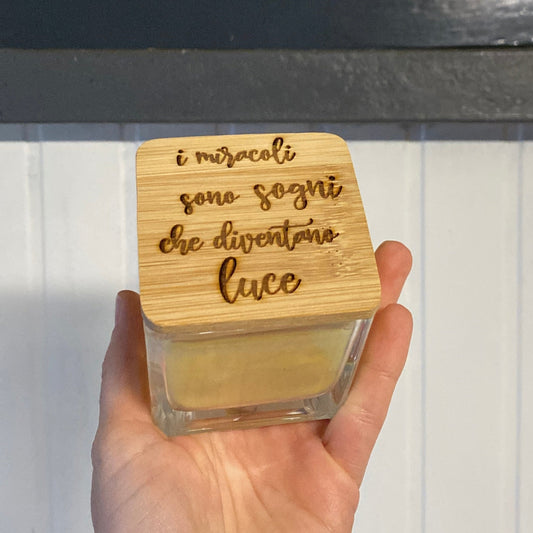 i miracoli
sono sogni
che diventano
luce